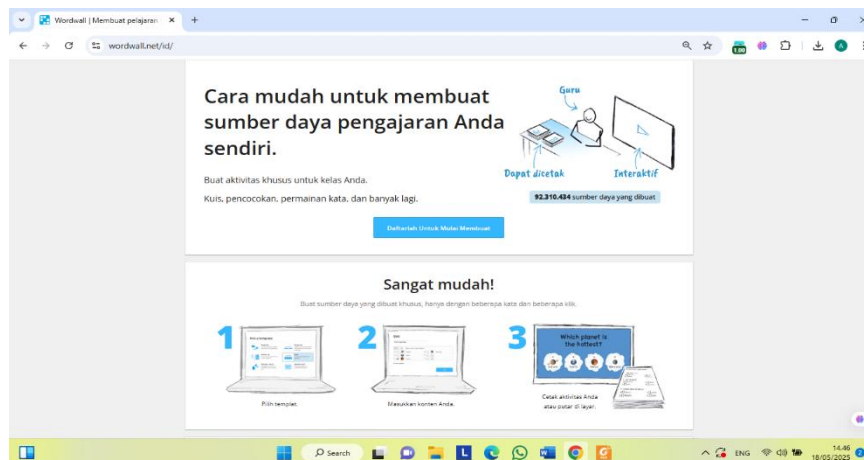 Wordwall | Membuat pelajaran
wordwall.net/id/
1.00
A
Cara mudah untuk membuat
sumber daya pengajaran Anda
sendiri.
Buat aktivitas khusus untuk kelas Anda.
Kuis, pencocokan, permainan kata, dan banyak lagi.
Daftarlah Untuk Mulai Membuat
Guru
Dapat dicetak
Interaktif
92.310.434 sumber daya yang dibuat
Sangat mudah!
Buat sumber daya yang dibuat khusus, hanya dengan beberapa kata dan beberapa klik.
1
Pilih templat.
2
Masukkan konten Anda.
3
Which planet is
the hottest?
Cetak aktivitas Anda
atau putar di layar.
Search
L
ENG
14.46
18/05/2025